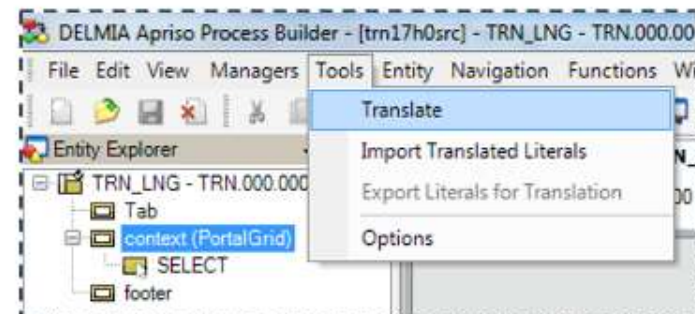 DELMIA Apriso Process Builder - [trn17h0src] - TRN_LNG - TRN.000.00
File Edit View Managers Tools Entity Navigation Functions Wi
Translate
Entity Explorer
Import Translated Literals
N_
TRN_LNG - TRN.000.000
Export Literals for Translation
00
Tab
context (PortalGrid)
Options
SELECT
footer